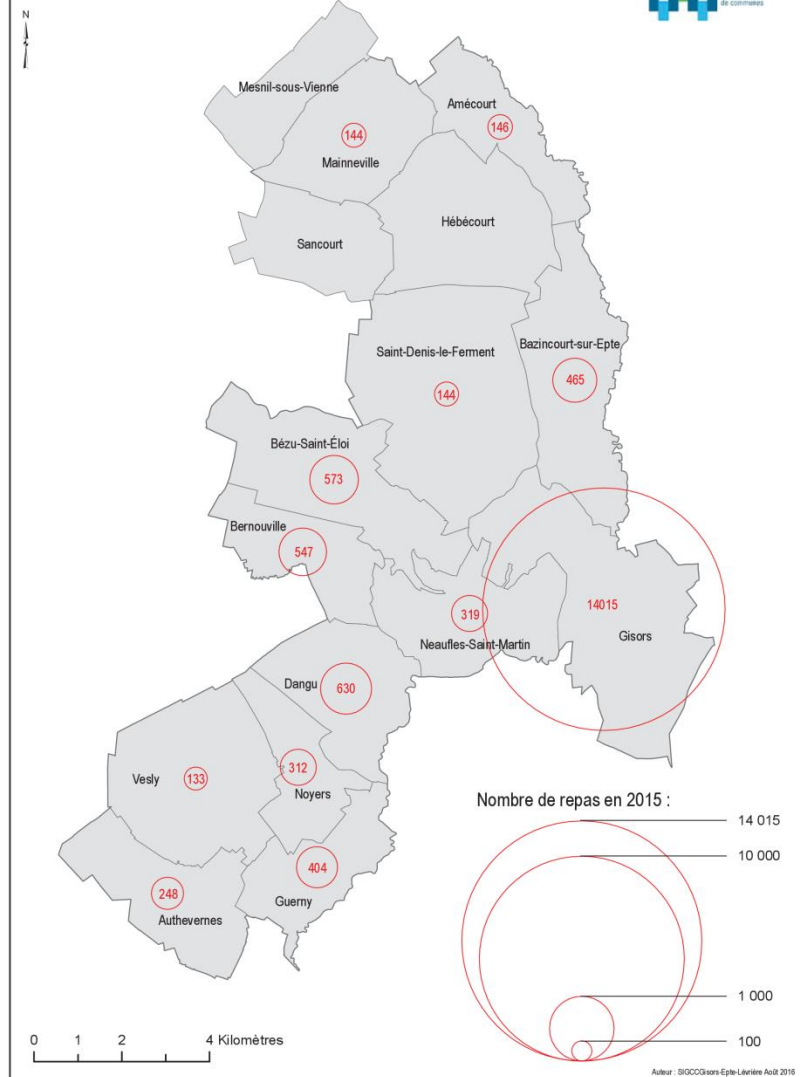 de communes
N
Mesnil-sous-Vienne
Amécourt
146
144
Mainneville
Hébécourt
Sancourt
Saint-Denis-le-Ferment
Bazincourt-sur-Epte
465
144
Bézu-Saint-Éloi
573
Bernouville
547
14015
319
Gisors
Neaufles-Saint-Martin
Dangu
630
312
Vesly
133
Noyers
Nombre de repas en 2015 :
14 015
10 000
404
248
Guerny
Authevernes
1 000
100
0 1 2 4 Kilomètres
Auteur : SIGCCGisors-Epte-Lévrière Août 2016